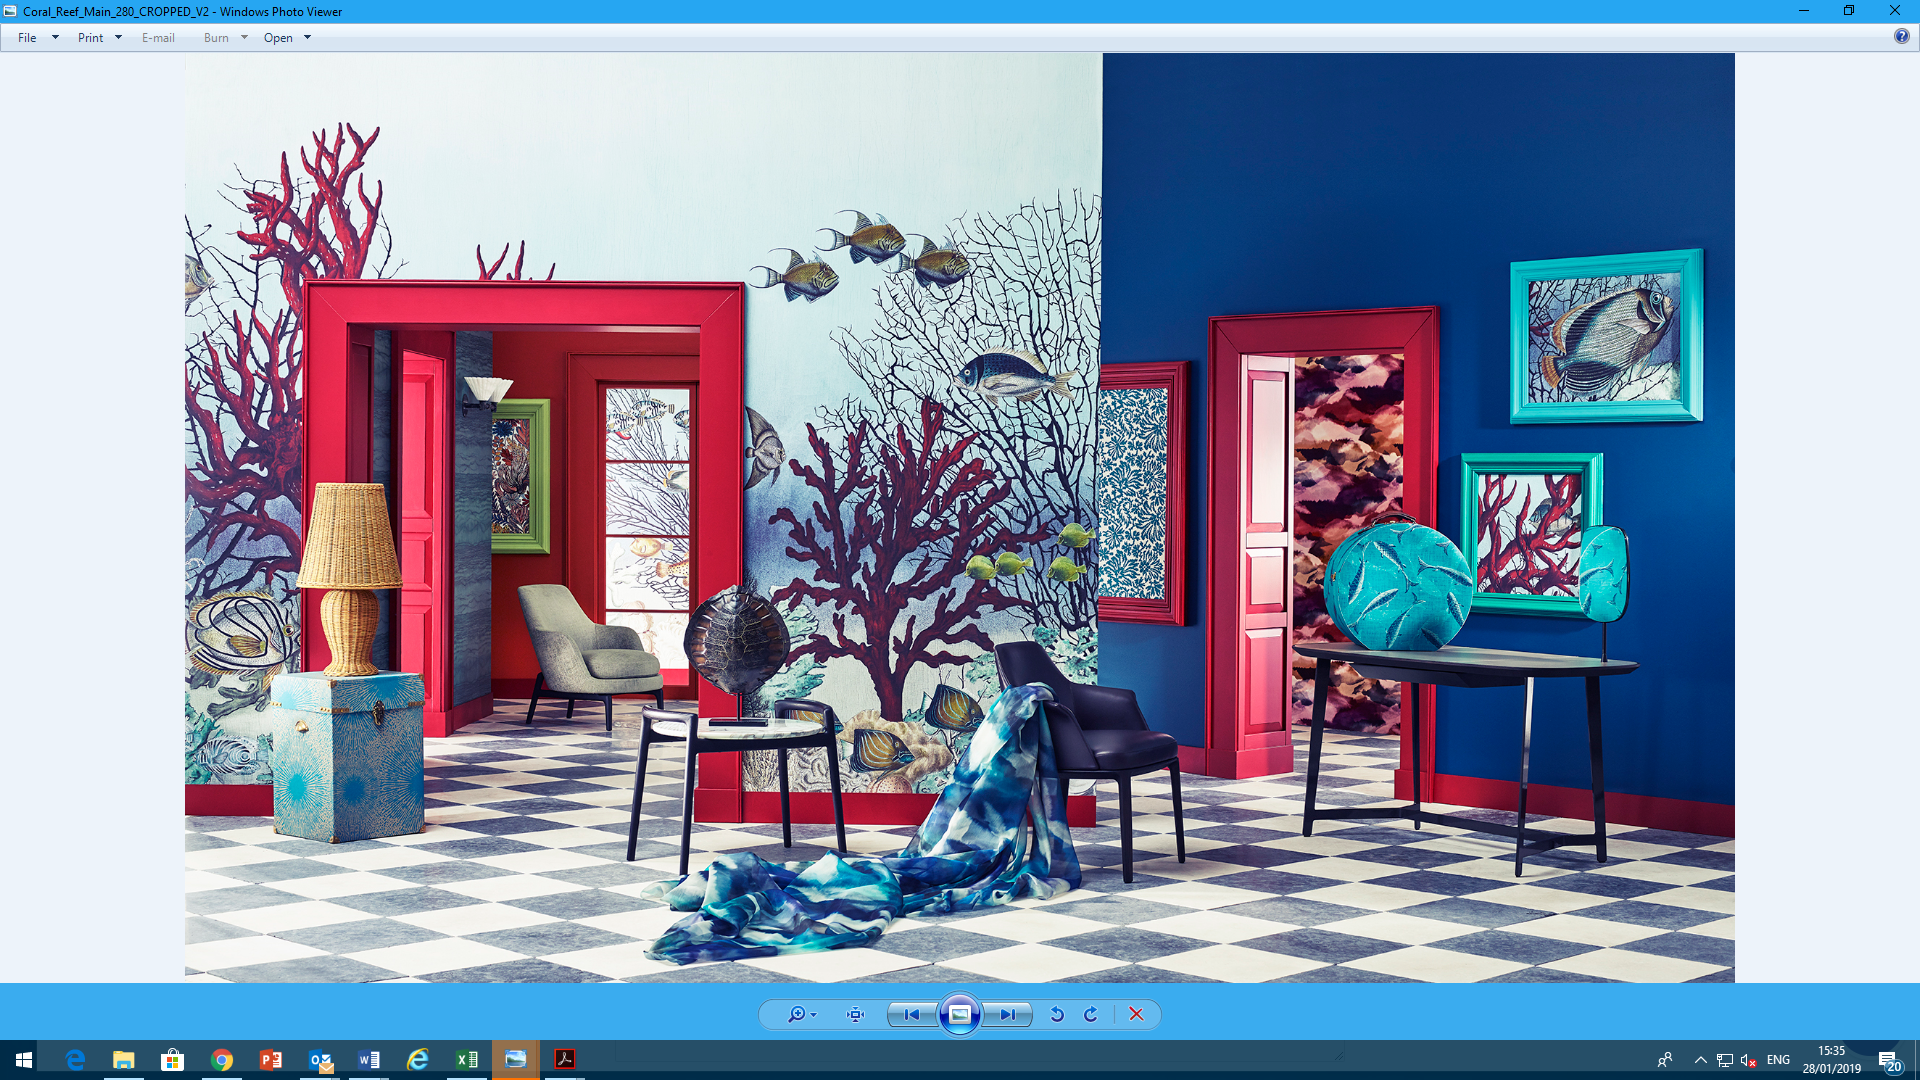 Coral_Reef_Main_280_CROPPED_V2 - Windows Photo Viewer
File Print E-mail Burn Open
ENG
15:35
28/01/2019
20